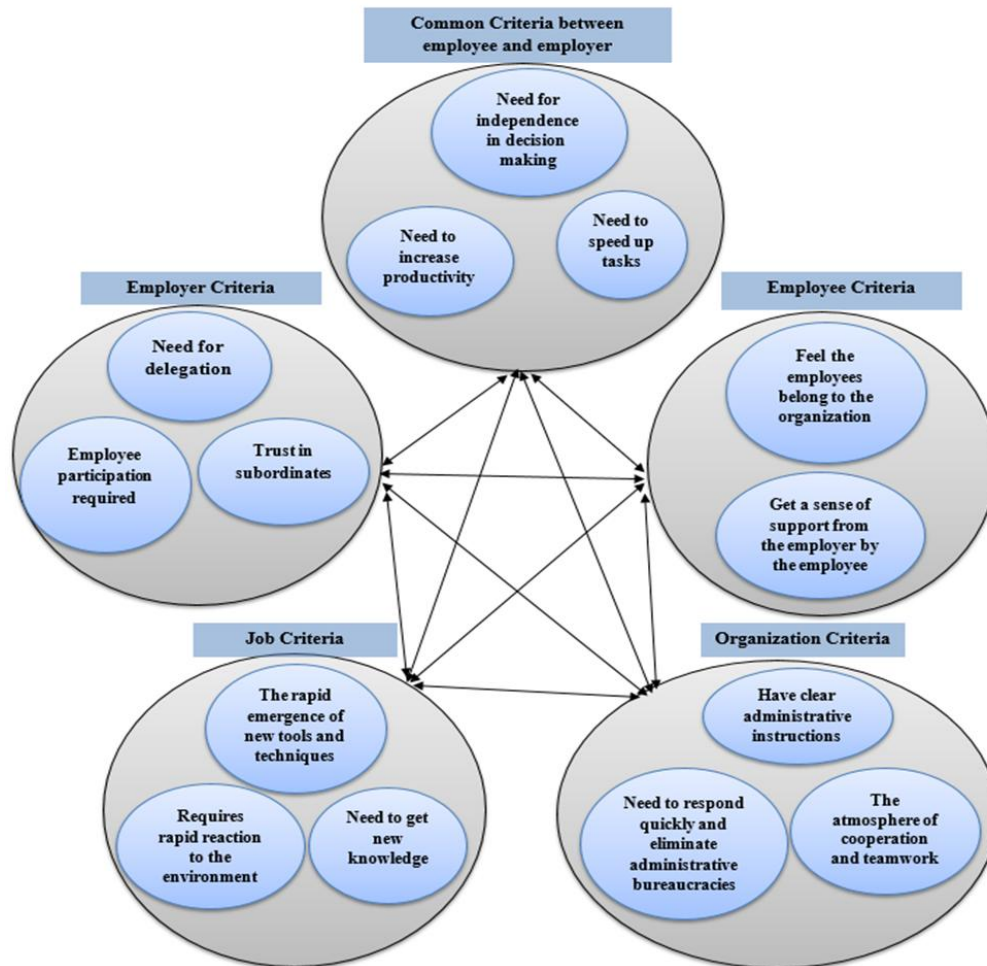 Common Criteria between
employee and employer
Need for
independence
in decision
making
Need to
increase
productivity
Need to
speed up
tasks
Employer Criteria
Need for
delegation
Employee
participation
required
Trust in
subordinates
Employee Criteria
Feel the
employees
belong to the
organization
Get a sense of
support from
the employer by
the employee
Job Criteria
The rapid
emergence of
new tools and
techniques
Requires
rapid reaction
to the
environment
Need to get
new
knowledge
Organization Criteria
Have clear
administrative
instructions
Need to respond
quickly and
eliminate
administrative
bureaucracies
The
atmosphere of
cooperation
and teamwork